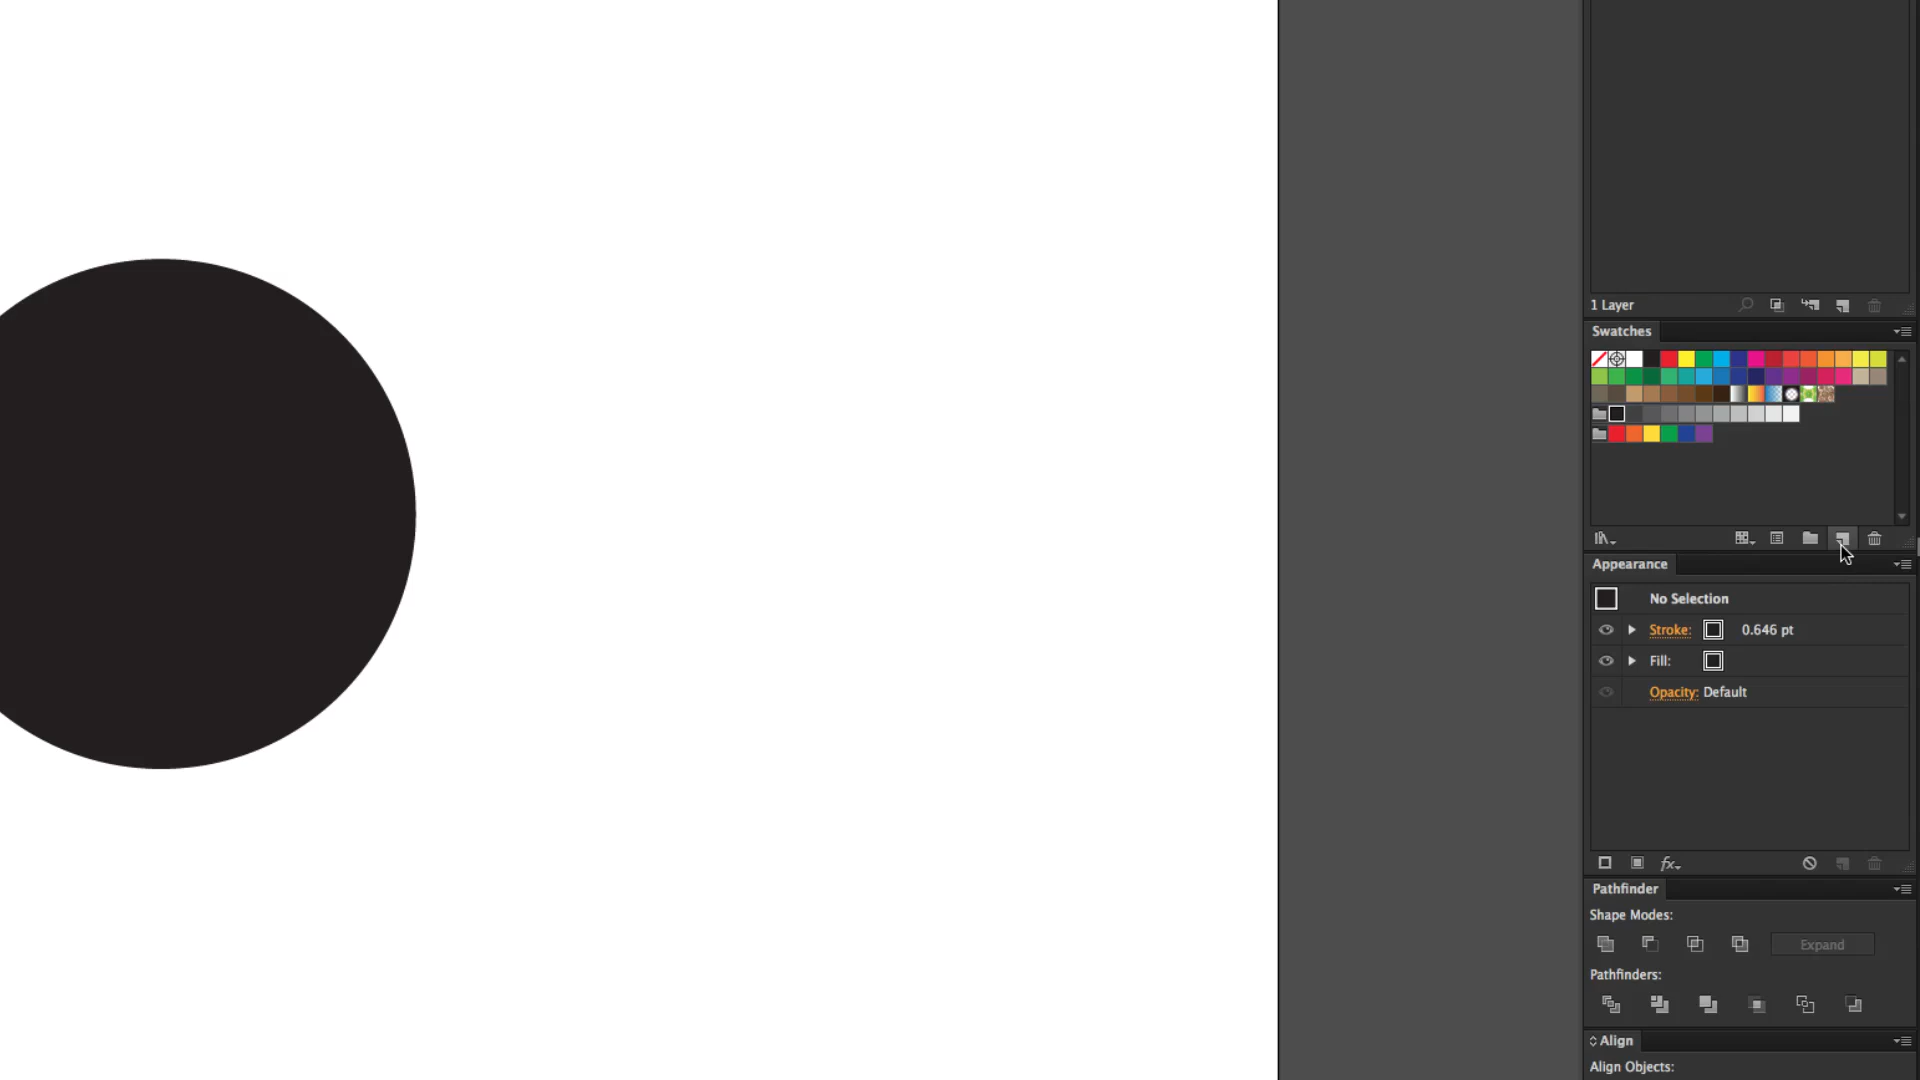 1 Layer
Swatches
Appearance
No Selection
Stroke: 0.646 pt
Fill:
Opacity: Default
fx
Pathfinder
Shape Modes:
Expand
Pathfinders:
Align
Align Objects: